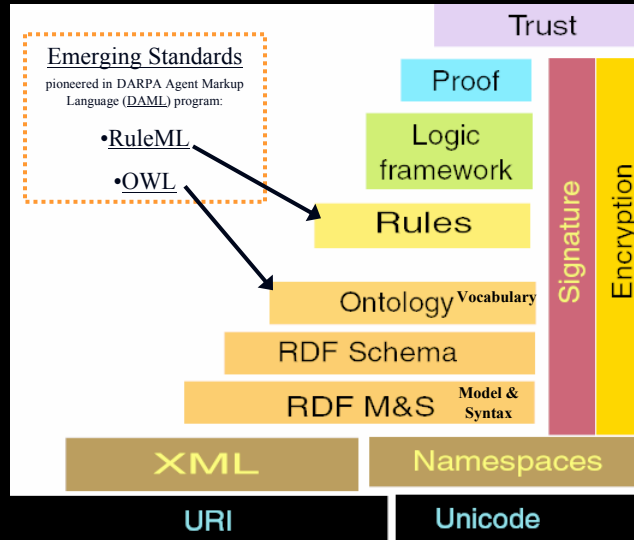 Trust
Emerging Standards
pioneered in DARPA Agent Markup
Language (DAML) program:
•RuleML
•OWL
Proof
Logic
framework
Rules
Ontology Vocabulary
RDF Schema
RDF M&S Model &
Syntax
Signature
Encryption
XML
Namespaces
URI
Unicode